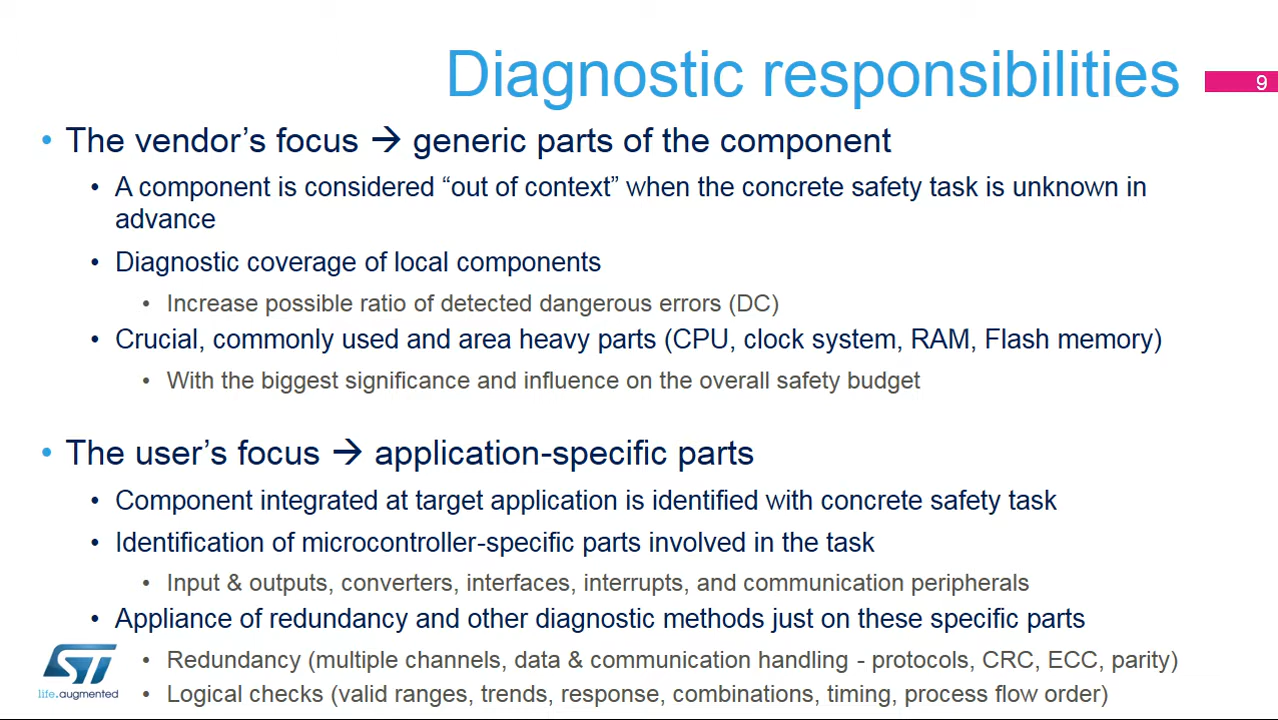 Diagnostic responsibilities
9
• The vendor’s focus → generic parts of the component
• A component is considered “out of context” when the concrete safety task is unknown in
advance
• Diagnostic coverage of local components
• Increase possible ratio of detected dangerous errors (DC)
• Crucial, commonly used and area heavy parts (CPU, clock system, RAM, Flash memory)
• With the biggest significance and influence on the overall safety budget
• The user’s focus → application-specific parts
• Component integrated at target application is identified with concrete safety task
• Identification of microcontroller-specific parts involved in the task
• Input & outputs, converters, interfaces, interrupts, and communication peripherals
• Appliance of redundancy and other diagnostic methods just on these specific parts
• Redundancy (multiple channels, data & communication handling - protocols, CRC, ECC, parity)
• Logical checks (valid ranges, trends, response, combinations, timing, process flow order)
ST
life.augmented